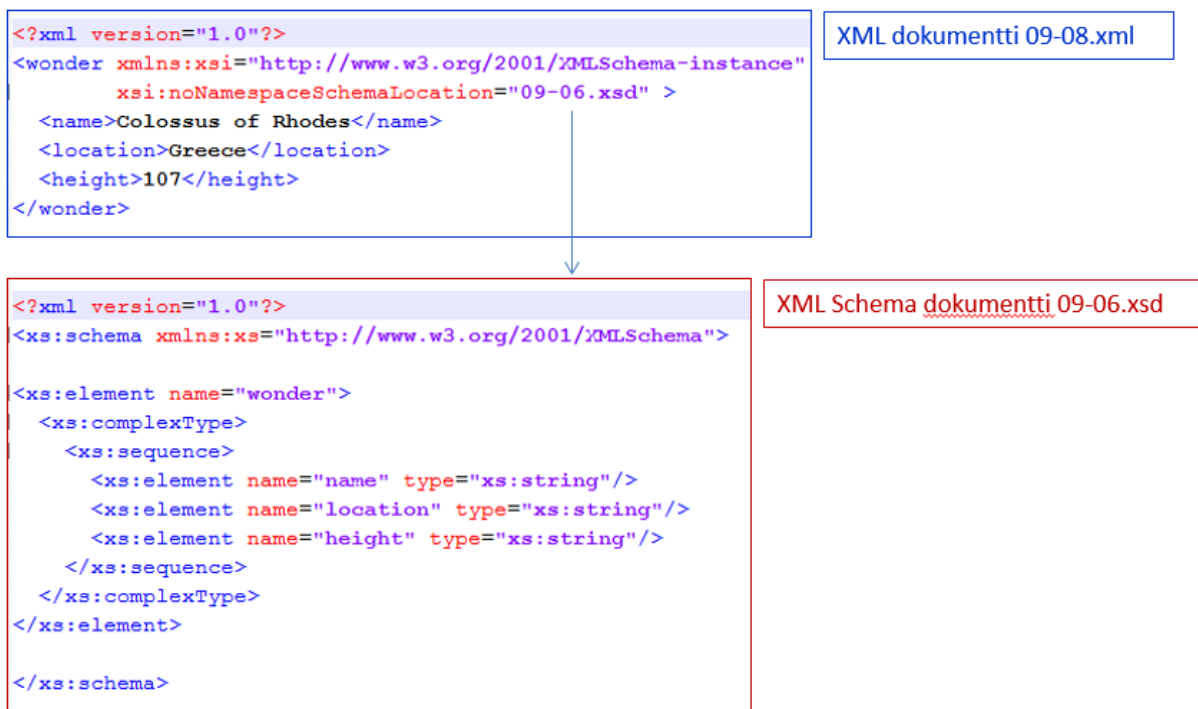 <?xml version="1.0"?>
<wonder xmlns:xsi="http://www.w3.org/2001/XMLSchema-instance"
xsi:noNamespaceSchemaLocation="09-06.xsd" >
<name>Colossus of Rhodes</name>
<location>Greece</location>
<height>107</height>
</wonder>
XML dokumentti 09-08.xml
<?xml version="1.0"?>
<xs:schema xmlns:xs="http://www.w3.org/2001/XMLSchema">
<xs:element name="wonder">
<xs:complexType>
<xs:sequence>
<xs:element name="name" type="xs:string"/>
<xs:element name="location" type="xs:string"/>
<xs:element name="height" type="xs:string"/>
</xs:sequence>
</xs:complexType>
</xs:element>
</xs:schema>
XML Schema dokumentti 09-06.xsd